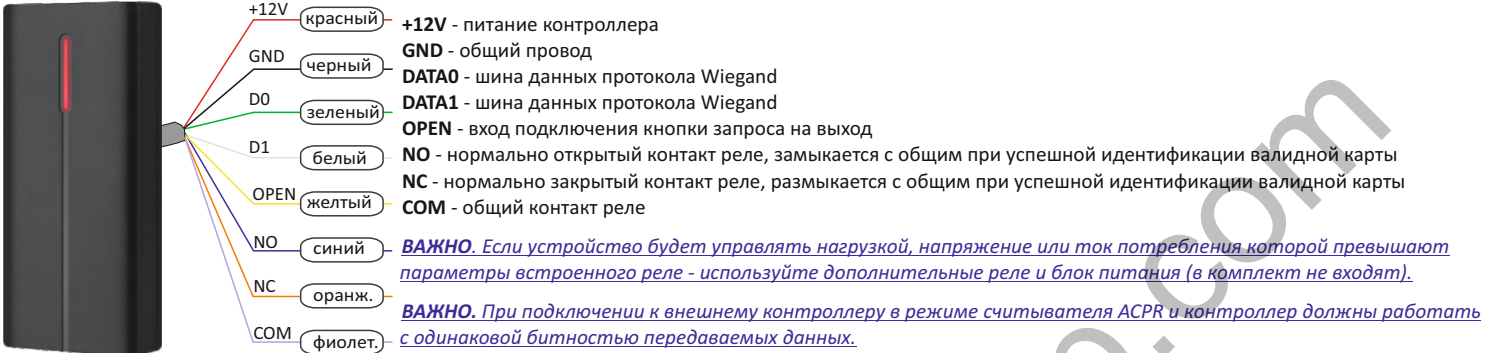 +12V
красный
GND
черный
D0
зеленый
D1
белый
OPEN
желтый
NO
синий
NC
оранж.
COM
фиолет.
+12V - питание контроллера
GND - общий провод
DATA0 - шина данных протокола Wiegand
DATA1 - шина данных протокола Wiegand
OPEN - вход подключения кнопки запроса на выход
NO - нормально открытый контакт реле, замыкается с общим при успешной идентификации валидной карты
NC - нормально закрытый контакт реле, размыкается с общим при успешной идентификации валидной карты
COM - общий контакт реле
ВАЖНО. Если устройство будет управлять нагрузкой, напряжение или ток потребления которой превышают
параметры встроенного реле - используйте дополнительные реле и блок питания (в комплект не входят).
ВАЖНО. При подключении к внешнему контроллеру в режиме считывателя ACPR и контроллер должны работать
с одинаковой битностью передаваемых данных.
.com